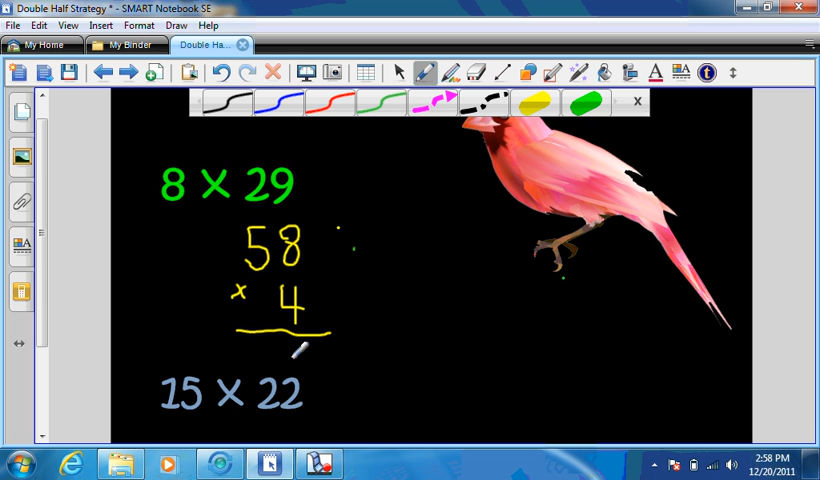 Double Half Strategy * - SMART Notebook SE
File Edit View Insert Format Draw Help
My Home My Binder Double Ha...
8 × 29
58
× 4
15 × 22
2:58 PM
12/20/2011